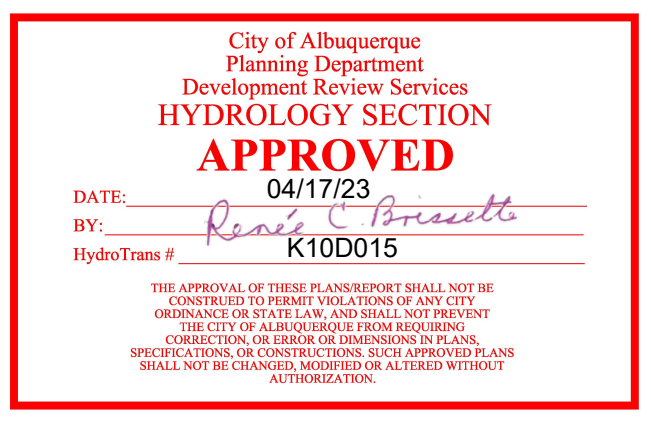 City of Albuquerque
Planning Department
Development Review Services
HYDROLOGY SECTION
APPROVED
DATE: 04/17/23
BY: Renée C. Brissette
HydroTrans # K10D015
THE APPROVAL OF THESE PLANS/REPORT SHALL NOT BE
CONSTRUED TO PERMIT VIOLATIONS OF ANY CITY
ORDINANCE OR STATE LAW, AND SHALL NOT PREVENT
THE CITY OF ALBUQUERQUE FROM REQUIRING
CORRECTION, OR ERROR OR DIMENSIONS IN PLANS,
SPECIFICATIONS, OR CONSTRUCTIONS. SUCH APPROVED PLANS
SHALL NOT BE CHANGED, MODIFIED OR ALTERED WITHOUT
AUTHORIZATION.